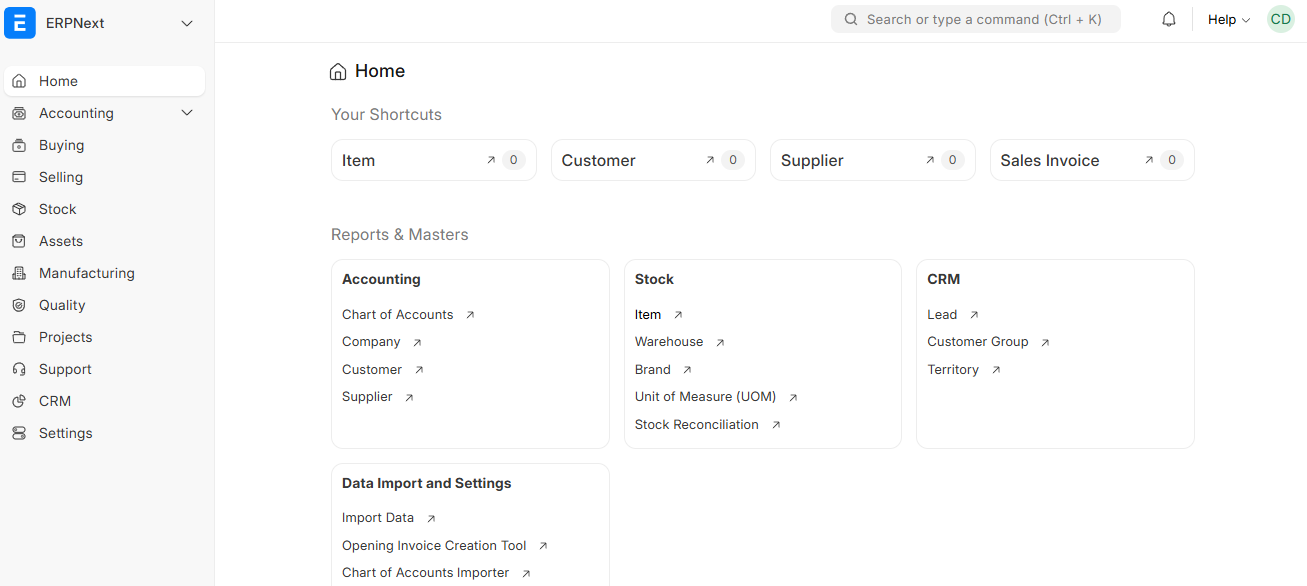 ERPNext
Search or type a command (Ctrl + K)
Help
CD
Home
Accounting
Buying
Selling
Stock
Assets
Manufacturing
Quality
Projects
Support
CRM
Settings
Home
Your Shortcuts
Item 0
Customer 0
Supplier 0
Sales Invoice 0
Reports & Masters
Accounting
Chart of Accounts
Company
Customer
Supplier
Stock
Item
Warehouse
Brand
Unit of Measure (UOM)
Stock Reconciliation
CRM
Lead
Customer Group
Territory
Data Import and Settings
Import Data
Opening Invoice Creation Tool
Chart of Accounts Importer